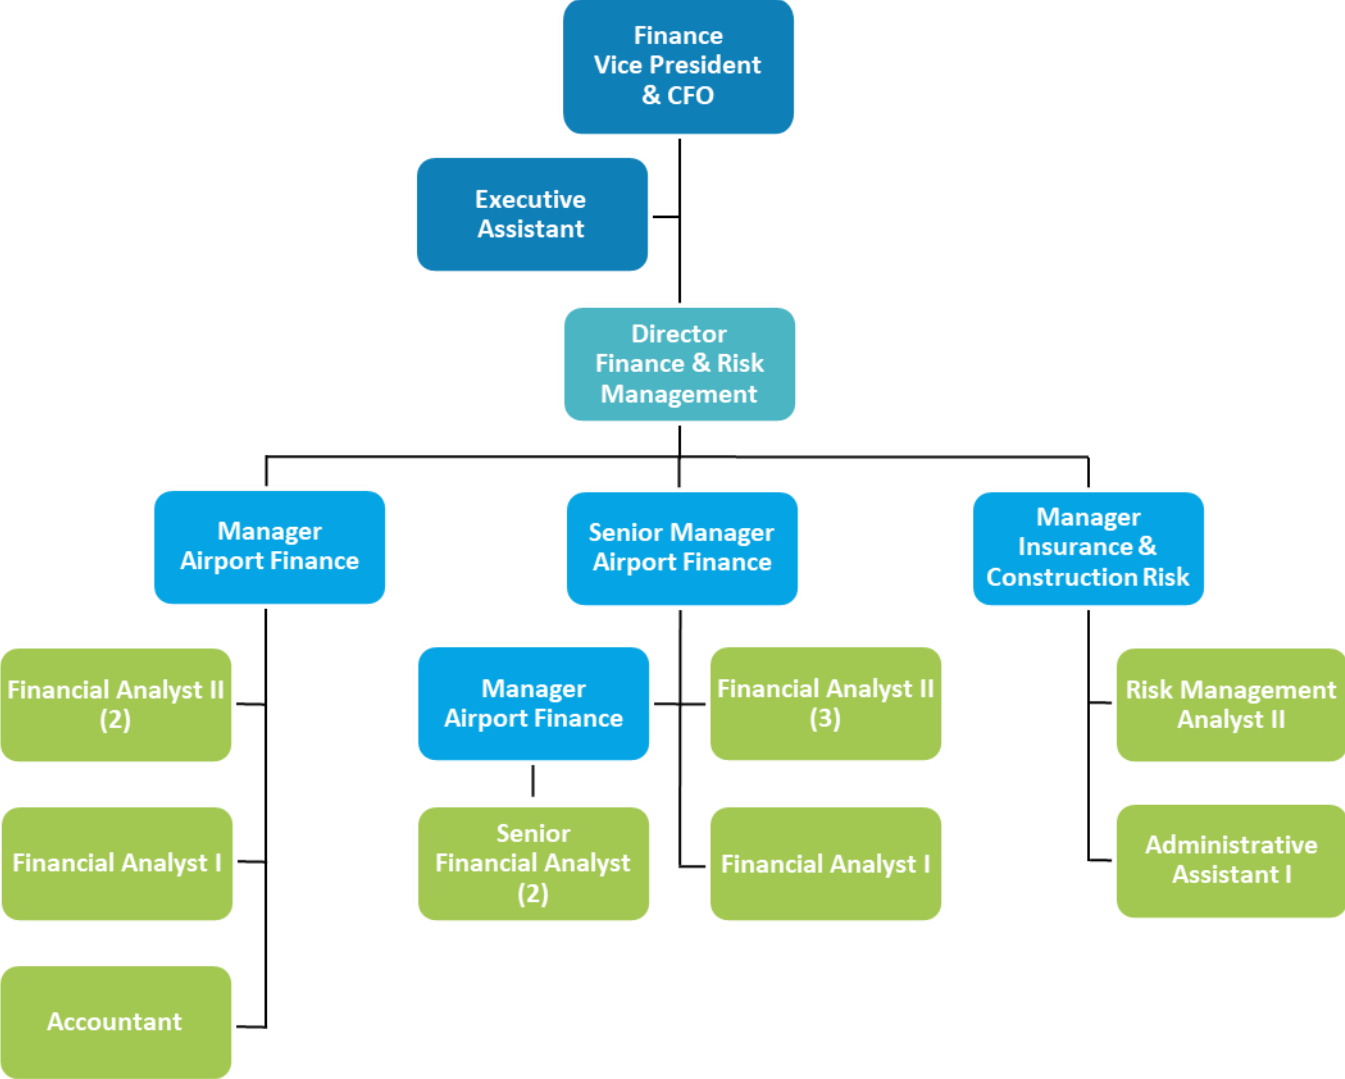 Finance
Vice President
& CFO
Executive
Assistant
Director
Finance & Risk
Management
Manager
Airport Finance
Senior Manager
Airport Finance
Manager
Insurance &
Construction Risk
Financial Analyst II
(2)
Manager
Airport Finance
Financial Analyst II
(3)
Risk Management
Analyst II
Financial Analyst I
Senior
Financial Analyst
(2)
Financial Analyst I
Administrative
Assistant I
Accountant